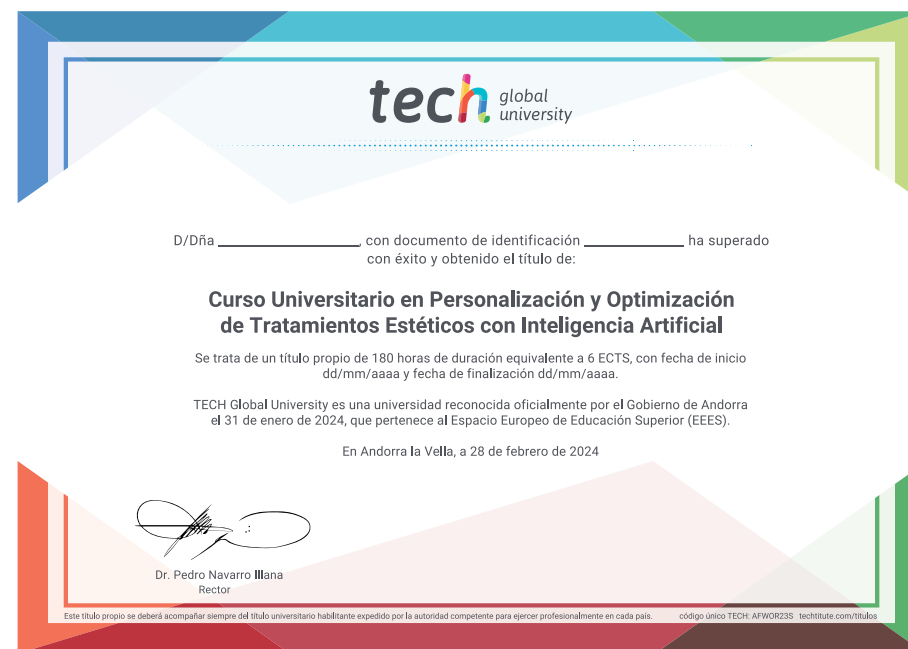 tech global university
D/Dña ____________________, con documento de identificación ______________ ha superado
con éxito y obtenido el título de:
Curso Universitario en Personalización y Optimización
de Tratamientos Estéticos con Inteligencia Artificial
Se trata de un título propio de 180 horas de duración equivalente a 6 ECTS, con fecha de inicio
dd/mm/aaaa y fecha de finalización dd/mm/aaaa.
TECH Global University es una universidad reconocida oficialmente por el Gobierno de Andorra
el 31 de enero de 2024, que pertenece al Espacio Europeo de Educación Superior (EEES).
En Andorra la Vella, a 28 de febrero de 2024
Dr. Pedro Navarro Illana
Rector
Este título propio se deberá acompañar siempre del título universitario habilitante expedido por la autoridad competente para ejercer profesionalmente en cada país. código único TECH: AFWOR23S techtitute.com/titulos